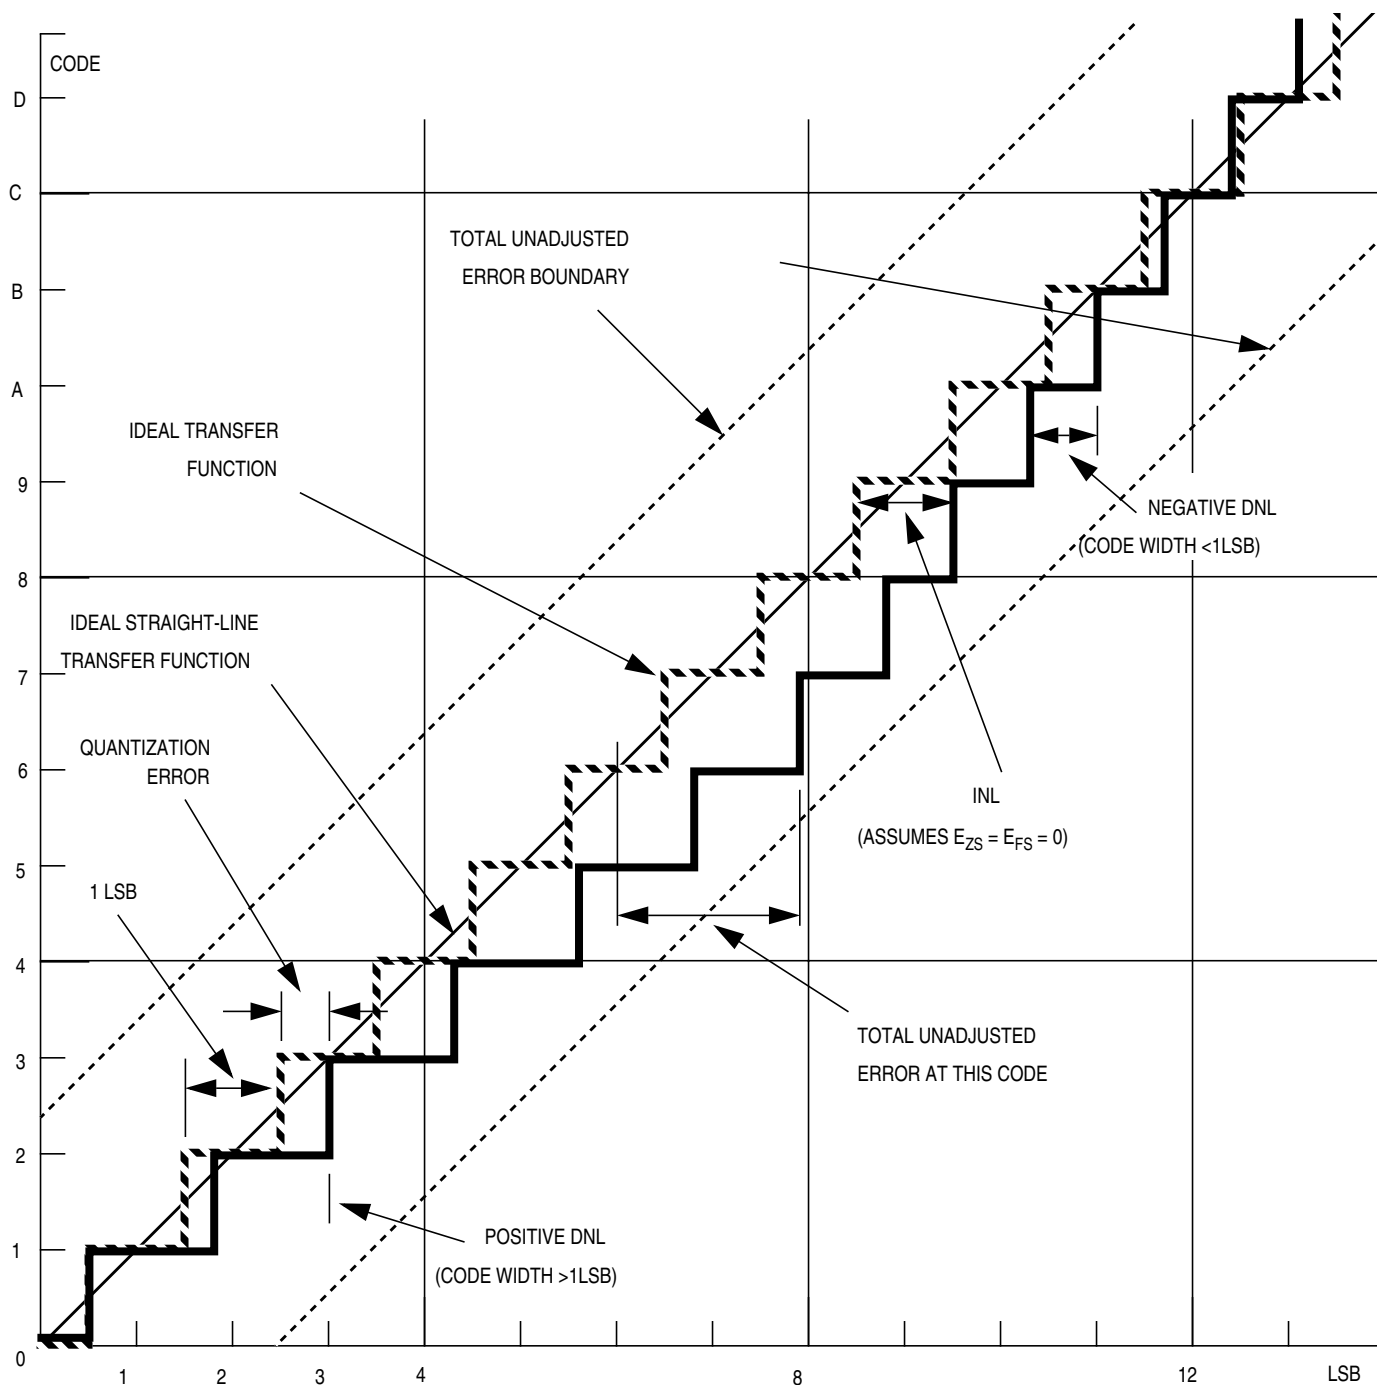 CODE
D
C
B
A
9
8
7
6
5
4
3
2
1
0
1
2
3
4
8
12
LSB
TOTAL UNADJUSTED
ERROR BOUNDARY
IDEAL TRANSFER
FUNCTION
NEGATIVE DNL
(CODE WIDTH <1LSB)
IDEAL STRAIGHT-LINE
TRANSFER FUNCTION
QUANTIZATION
ERROR
INL
(ASSUMES E_ZS = E_FS = 0)
1 LSB
TOTAL UNADJUSTED
ERROR AT THIS CODE
POSITIVE DNL
(CODE WIDTH >1LSB)